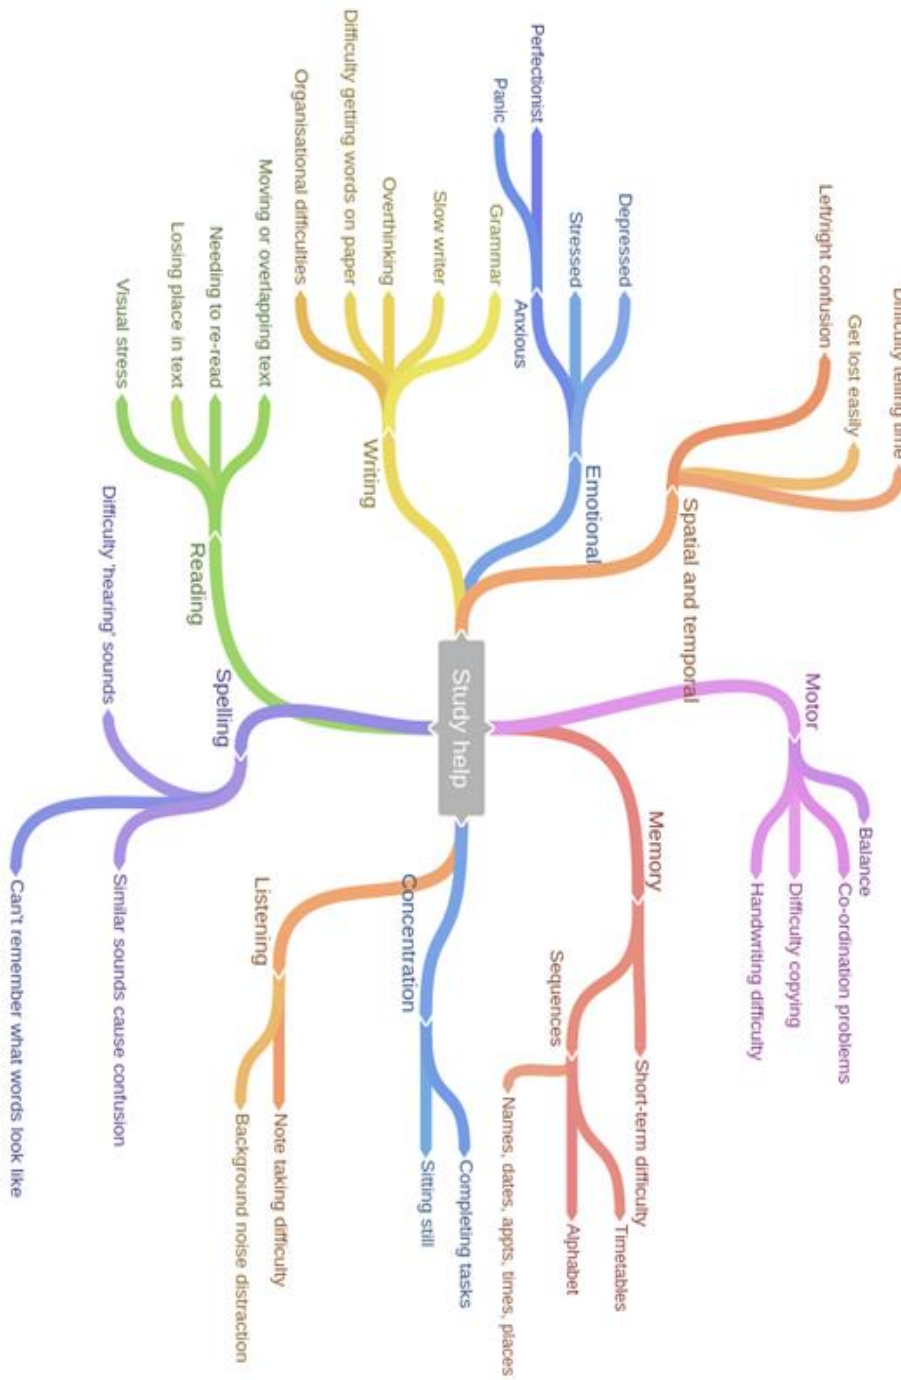 Study help
Spatial and temporal
Difficulty telling time
Get lost easily
Left/right confusion
Emotional
Depressed
Stressed
Anxious
Perfectionist
Panic
Writing
Grammar
Slow writer
Overthinking
Difficulty getting words on paper
Organisational difficulties
Reading
Moving or overlapping text
Needing to re-read
Losing place in text
Visual stress
Spelling
Difficulty 'hearing' sounds
Similar sounds cause confusion
Can't remember what words look like
Motor
Balance
Co-ordination problems
Difficulty copying
Handwriting difficulty
Memory
Short-term difficulty
Sequences
Timetables
Alphabet
Names, dates, appts, times, places
Concentration
Completing tasks
Sitting still
Listening
Note taking difficulty
Background noise distraction